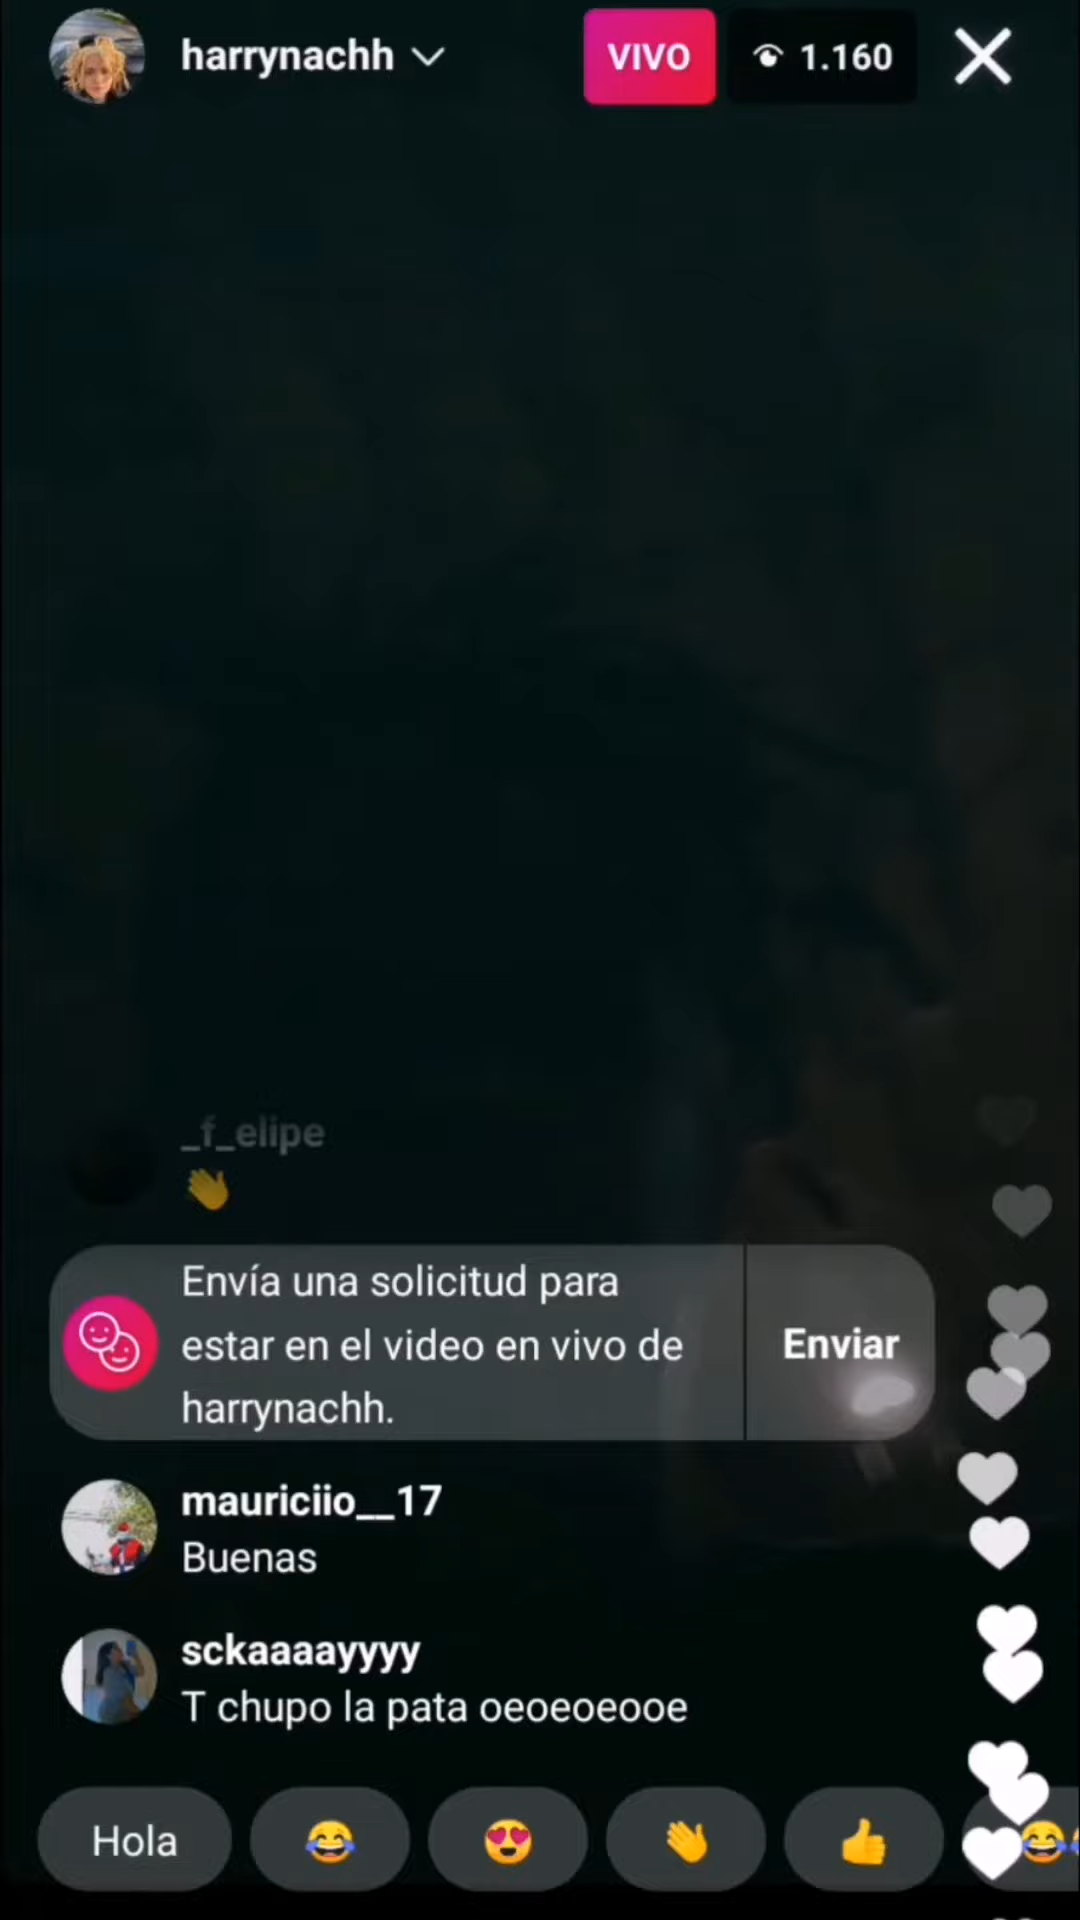 harrynachh
VIVO
1.160
_f_elipe
👋
Envía una solicitud para
estar en el video en vivo de
harrynachh.
Enviar
mauriciio__17
Buenas
sckaaaayyyy
T chupo la pata oeoeoeooe
Hola